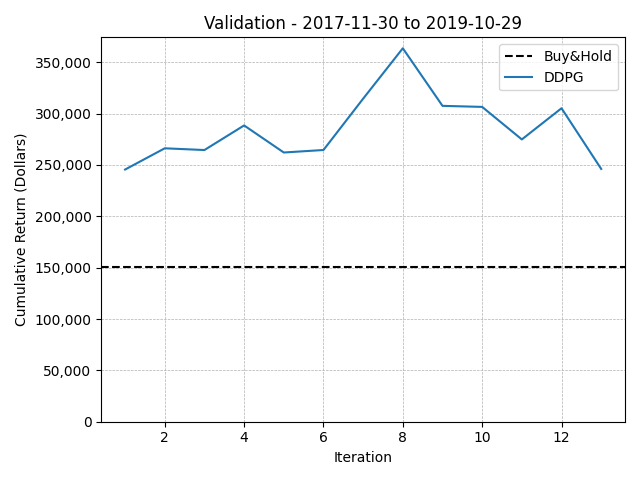 Validation - 2017-11-30 to 2019-10-29
Buy&Hold
DDPG
Cumulative Return (Dollars)
350,000
300,000
250,000
200,000
150,000
100,000
50,000
0
2 4 6 8 10 12
Iteration